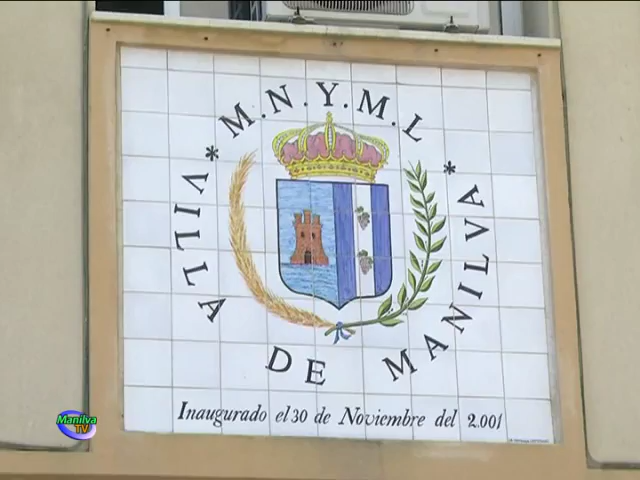 M.N.Y.M.L
* VILLA DE MANILVA *
Inaugurado el 30 de Noviembre del 2.001
Manilva
TV